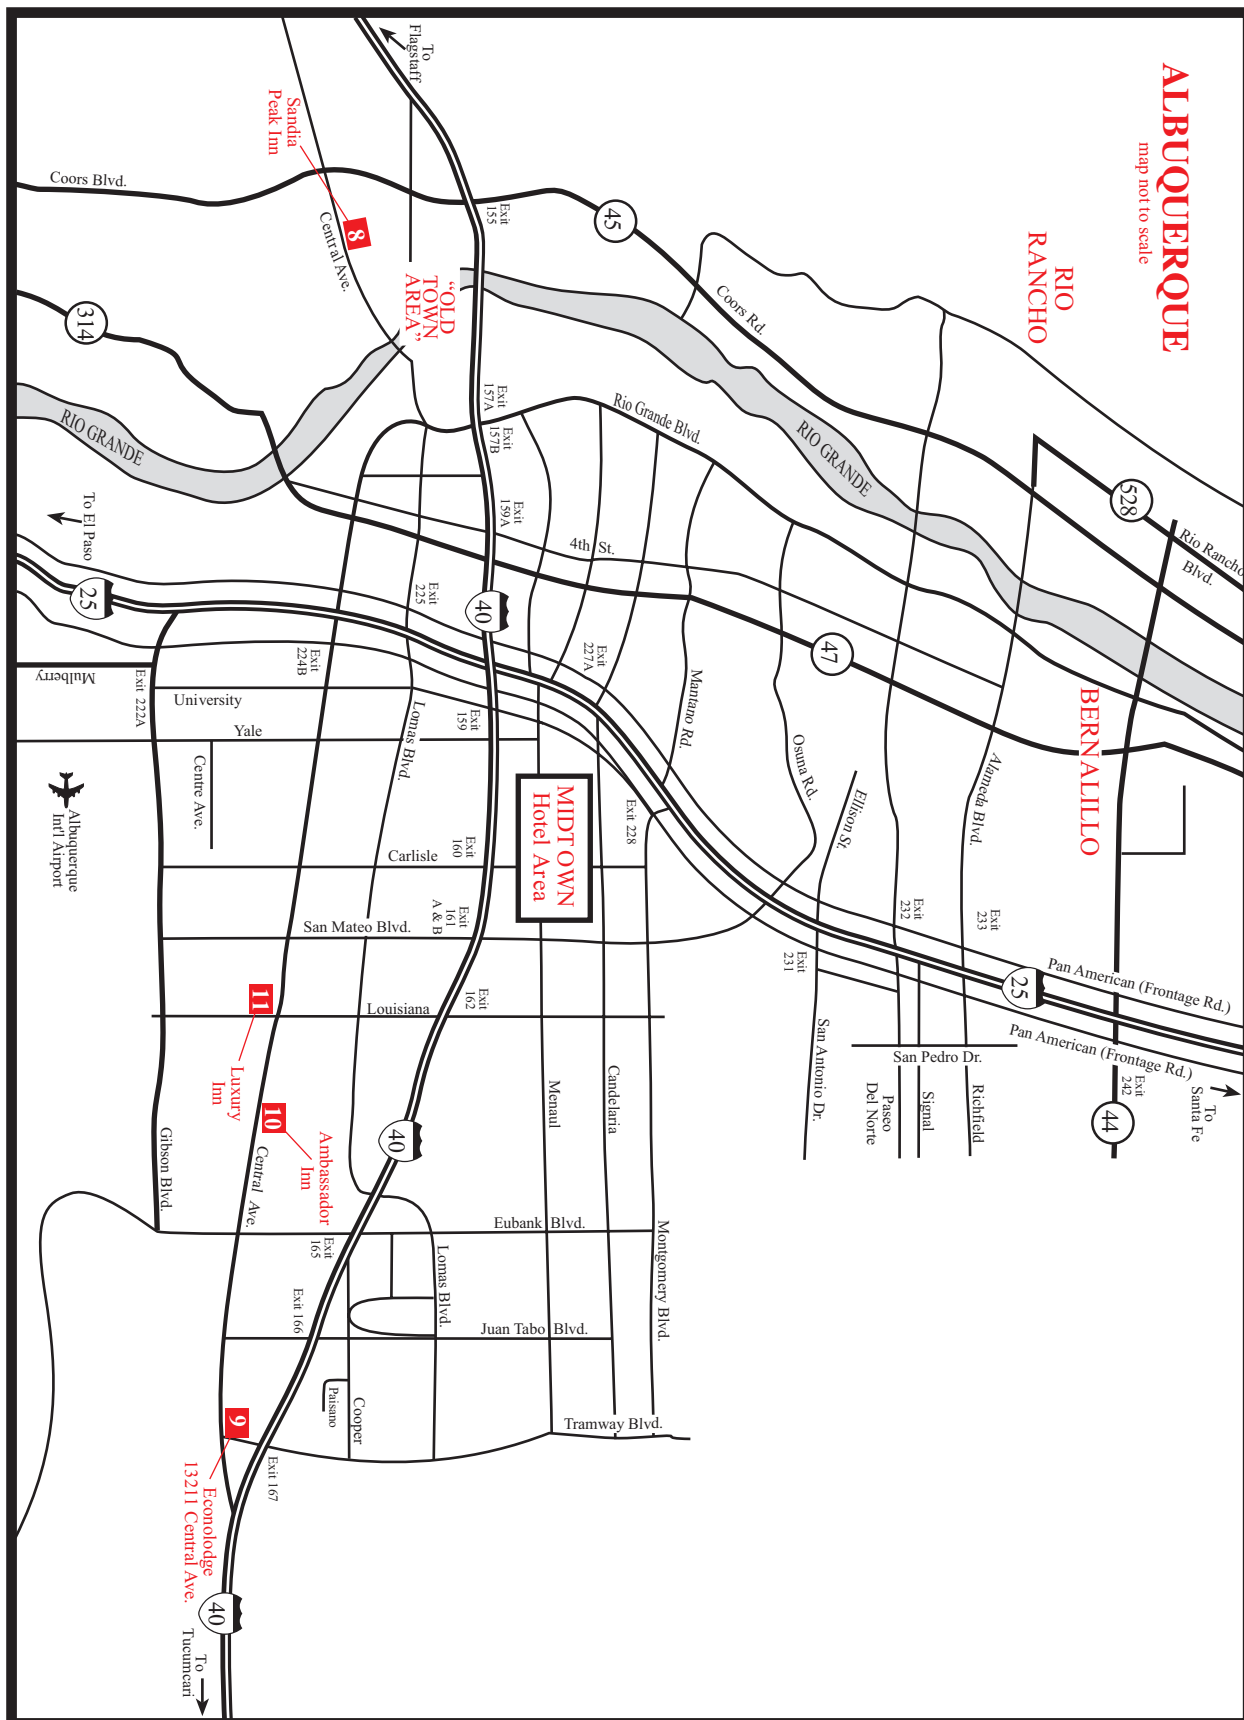 ALBUQUERQUE
map not to scale
RIO
RANCHO
BERNALILLO
To
Flagstaff
Sandia
Peak Inn
8
Central Ave.
"OLD
TOWN
AREA"
Coors Blvd.
Exit
155
45
Coors Rd.
314
RIO GRANDE
RIO GRANDE
Exit
157A
Exit
157B
Rio Grande Blvd.
528
Rio Rancho
Blvd.
Exit
159A
4th St.
To El Paso
25
Exit
225
40
Exit
227A
47
Mulberry
Exit 222A
Exit
224B
University
Yale
Centre Ave.
Lomas Blvd.
Exit
159
Mantano Rd.
Osuna Rd.
Ellison St.
Alameda Blvd.
Albuquerque
Int'l Airport
MIDTOWN
Hotel Area
Exit 228
Carlisle
Exit
160
San Mateo Blvd.
Exit
161
A & B
Exit
231
Exit
232
Exit
233
Pan American (Frontage Rd.)
25
Pan American (Frontage Rd.)
Exit
242
To
Santa Fe
44
11
Louisiana
Exit
162
Luxury
Inn
10
Ambassador
Inn
Central Ave.
Gibson Blvd.
40
Menaul
Candelaria
San Antonio Dr.
San Pedro Dr.
Paseo
Del Norte
Signal
Richfield
Eubank Blvd.
Exit
165
Lomas Blvd.
Montgomery Blvd.
Exit 166
Juan Tabo Blvd.
Paisano
Cooper
Tramway Blvd.
9
Exit 167
Econolodge
13211 Central Ave.
40
To
Tucumcari